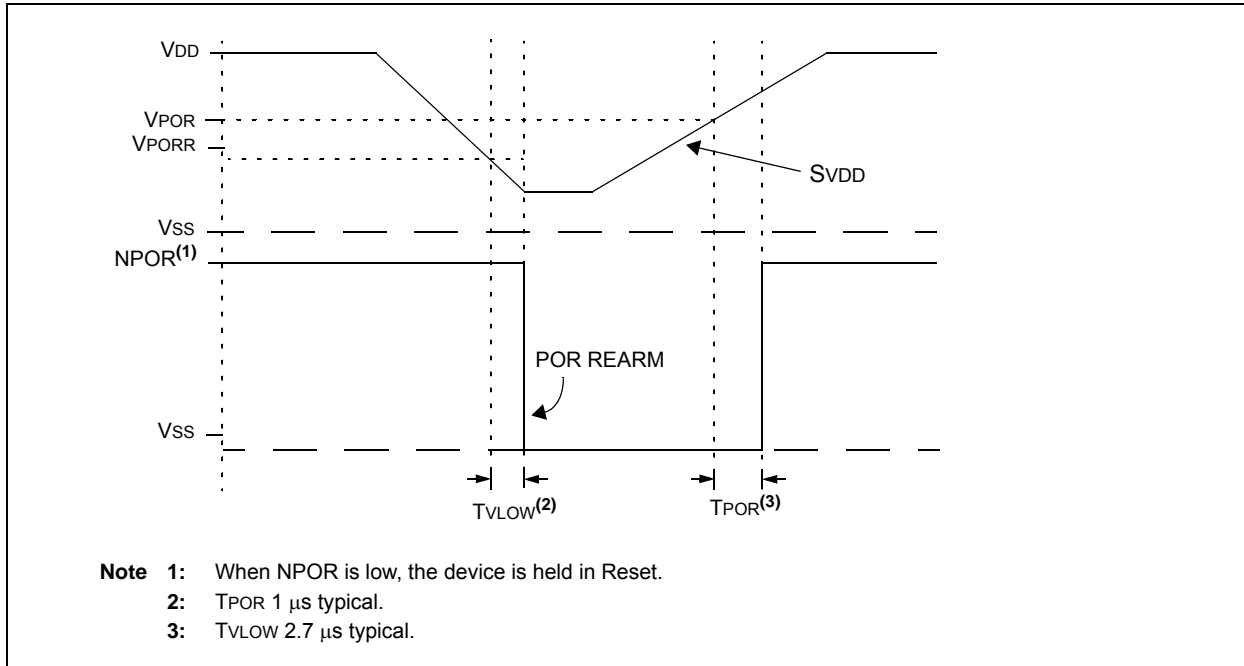 VDD
VPOR
VPORR
SVDD
VSS
NPOR(1)
POR REARM
VSS
TVLOW(2)
TPOR(3)
Note 1: When NPOR is low, the device is held in Reset.
2: TPOR 1 μs typical.
3: TVLOW 2.7 μs typical.